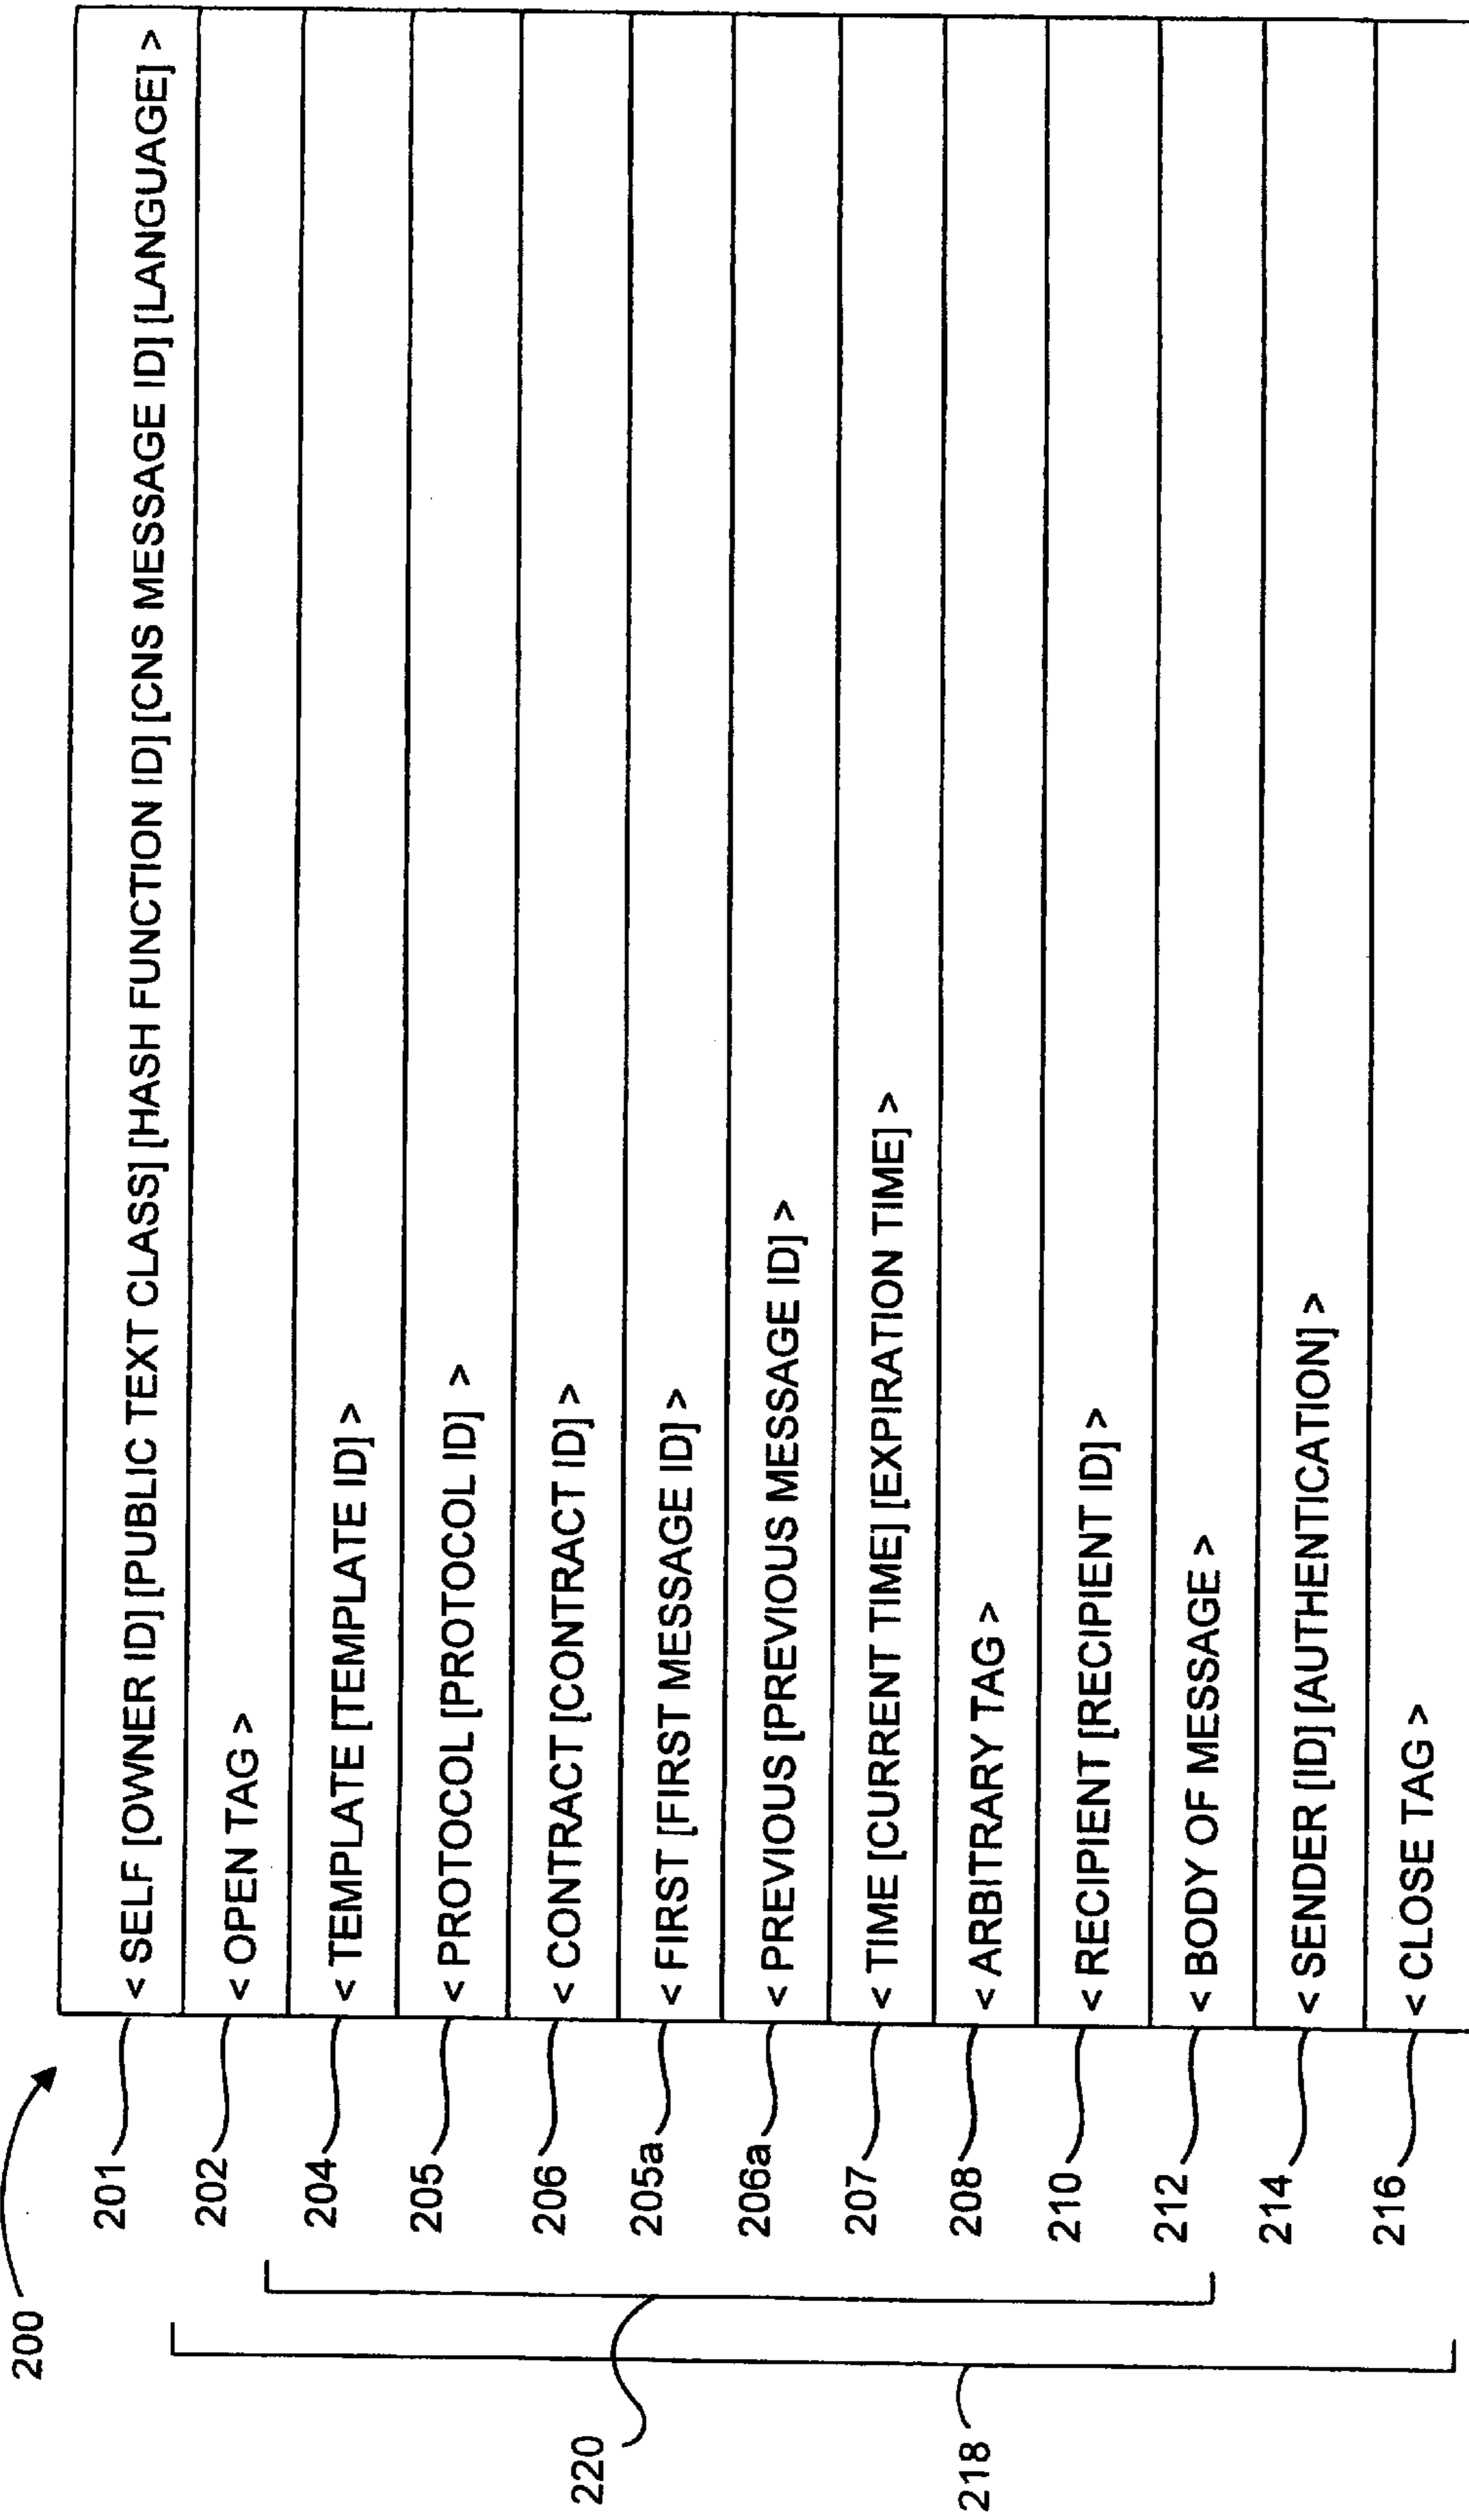 200
201 < SELF [OWNER ID] [PUBLIC TEXT CLASS] [HASH FUNCTION ID] [CNS MESSAGE ID] [LANGUAGE] >
202 < OPEN TAG >
204 < TEMPLATE [TEMPLATE ID] >
205 < PROTOCOL [PROTOCOL ID] >
206 < CONTRACT [CONTRACT ID] >
205a < FIRST [FIRST MESSAGE ID] >
206a < PREVIOUS [PREVIOUS MESSAGE ID] >
207 < TIME [CURRENT TIME] [EXPIRATION TIME] >
208 < ARBITRARY TAG >
210 < RECIPIENT [RECIPIENT ID] >
212 < BODY OF MESSAGE >
214 < SENDER [ID] [AUTHENTICATION] >
216 < CLOSE TAG >
220
218